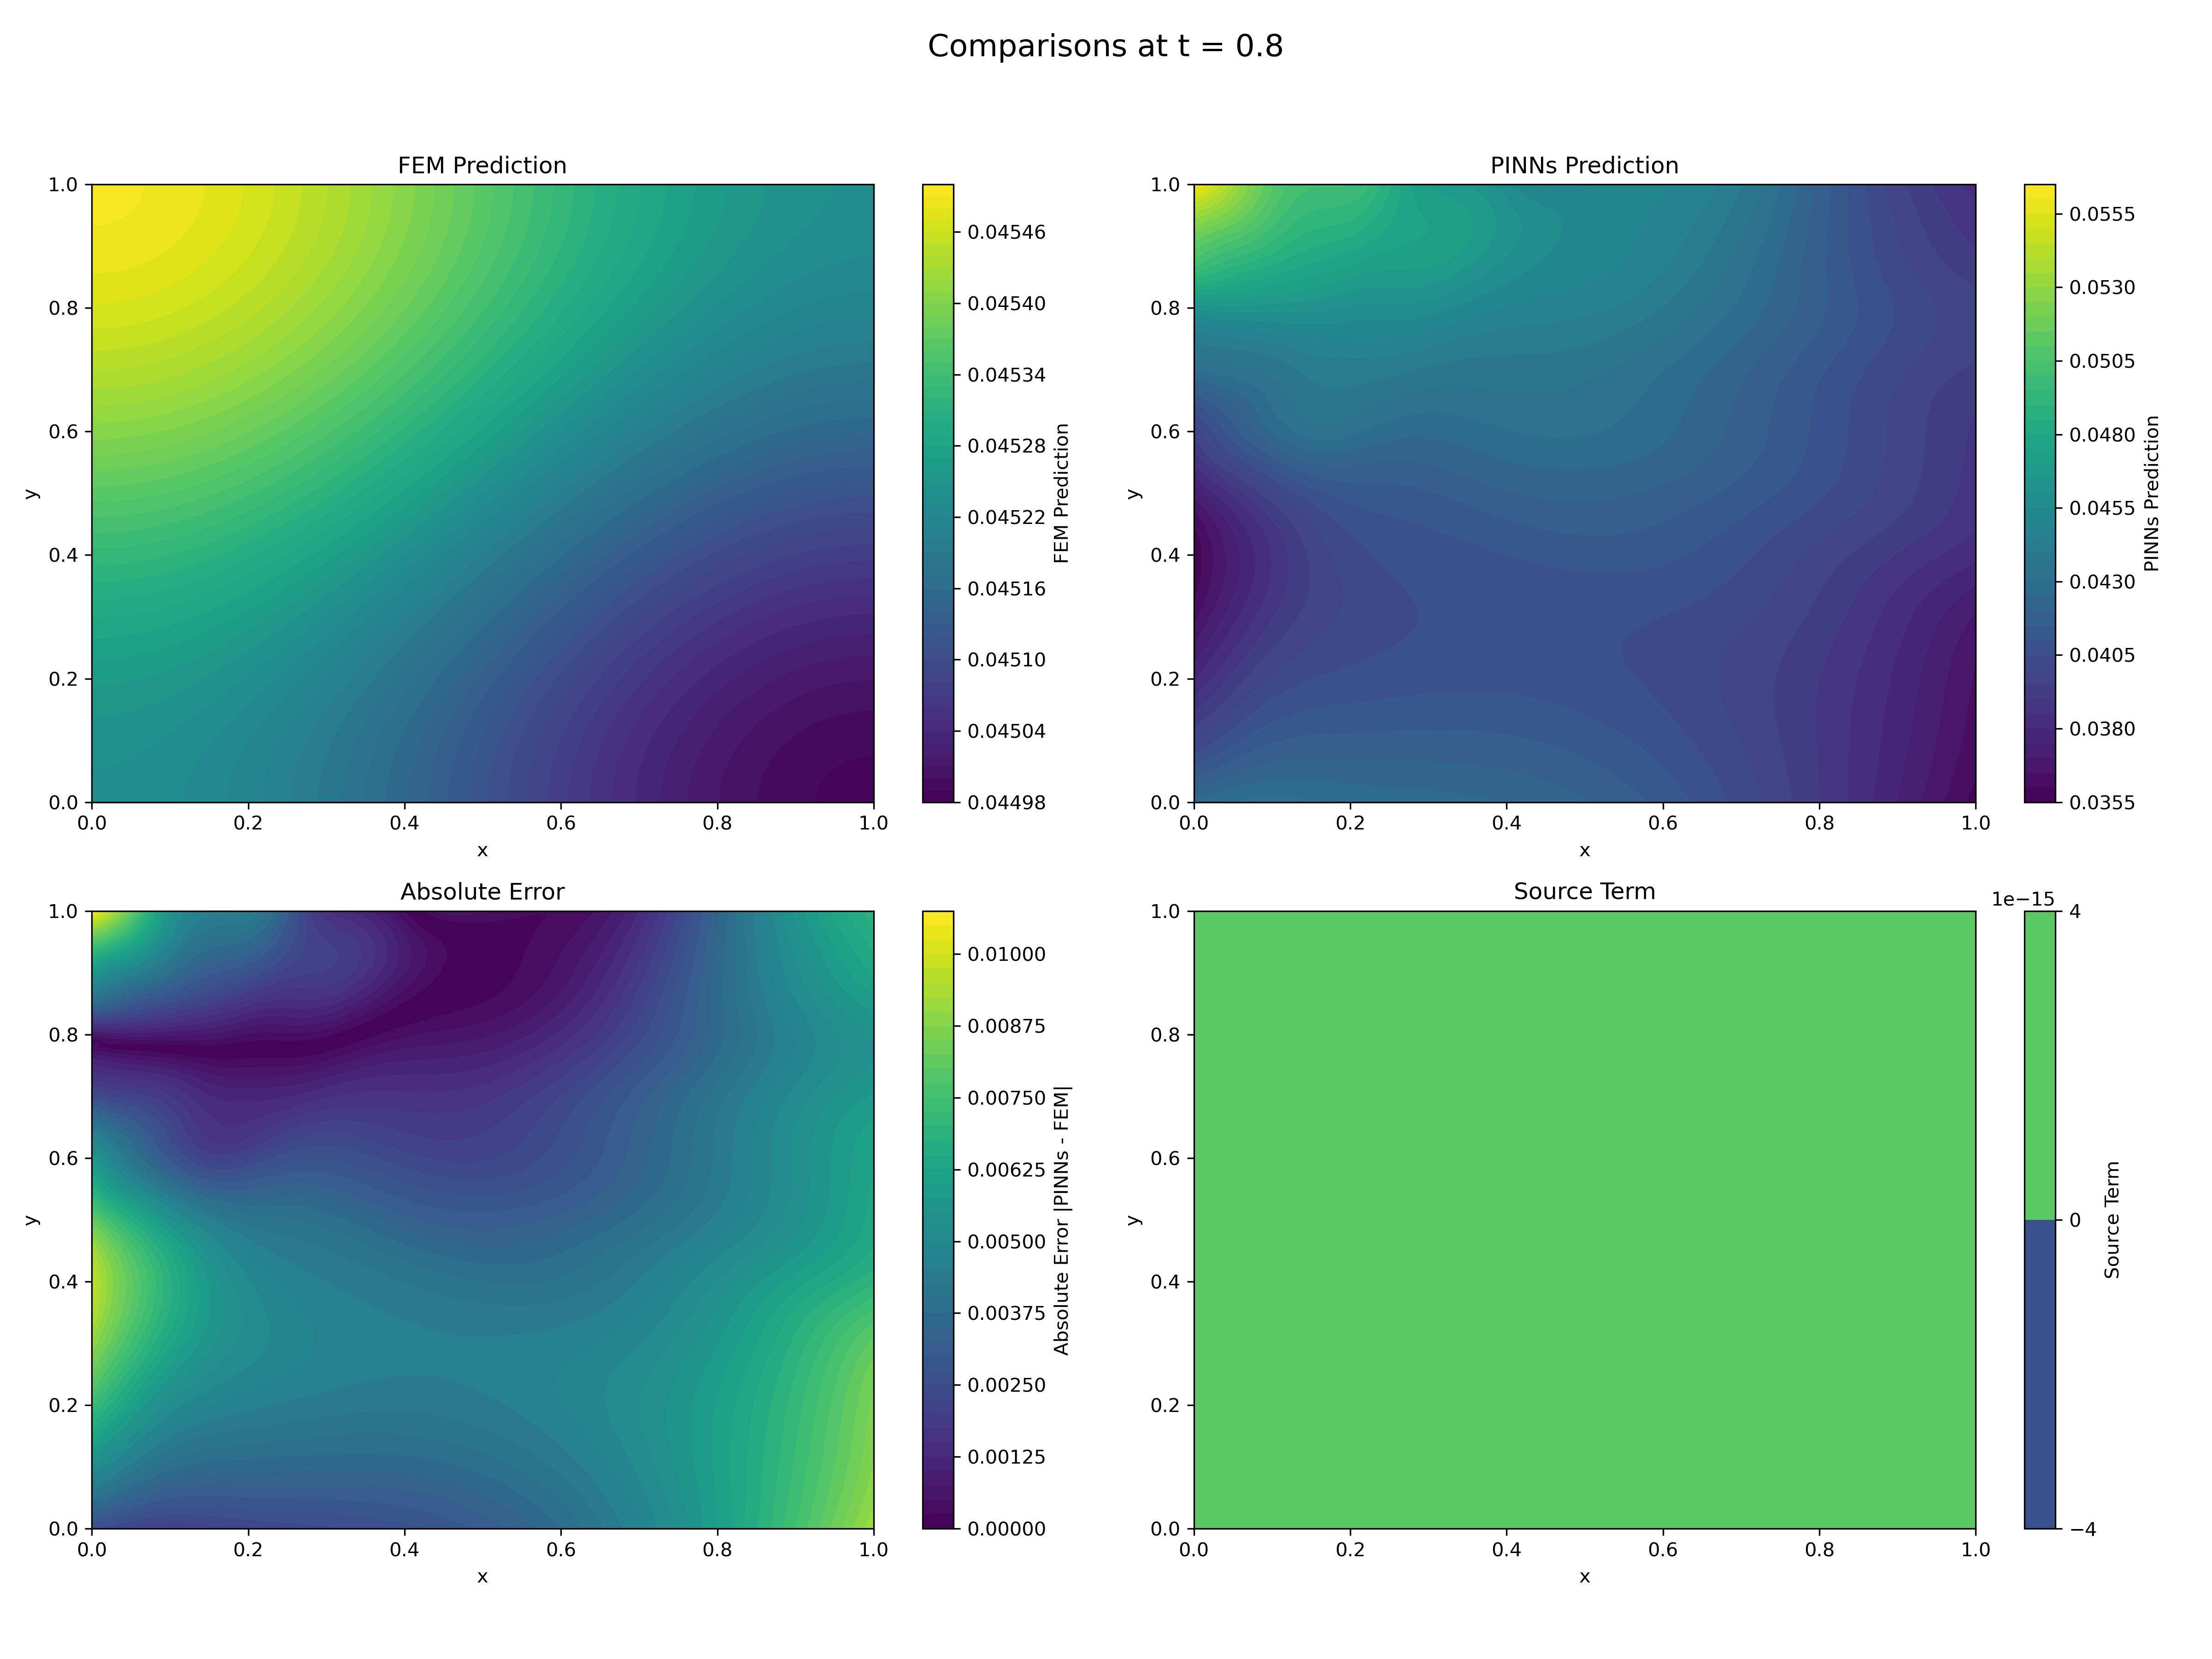 Comparisons at t = 0.8
FEM Prediction
1.0
0.8
0.6
0.4
0.2
0.0
y
0.0 0.2 0.4 0.6 0.8 1.0
x
0.04546
0.04540
0.04534
0.04528
0.04522
0.04516
0.04510
0.04504
0.04498
FEM Prediction
PINNs Prediction
1.0
0.8
0.6
0.4
0.2
0.0
y
0.0 0.2 0.4 0.6 0.8 1.0
x
0.0555
0.0530
0.0505
0.0480
0.0455
0.0430
0.0405
0.0380
0.0355
PINNs Prediction
Absolute Error
1.0
0.8
0.6
0.4
0.2
0.0
y
0.0 0.2 0.4 0.6 0.8 1.0
x
0.01000
0.00875
0.00750
0.00625
0.00500
0.00375
0.00250
0.00125
0.00000
Absolute Error |PINNs - FEM|
Source Term
1.0
0.8
0.6
0.4
0.2
0.0
y
0.0 0.2 0.4 0.6 0.8 1.0
x
1e−15
4
0
−4
Source Term